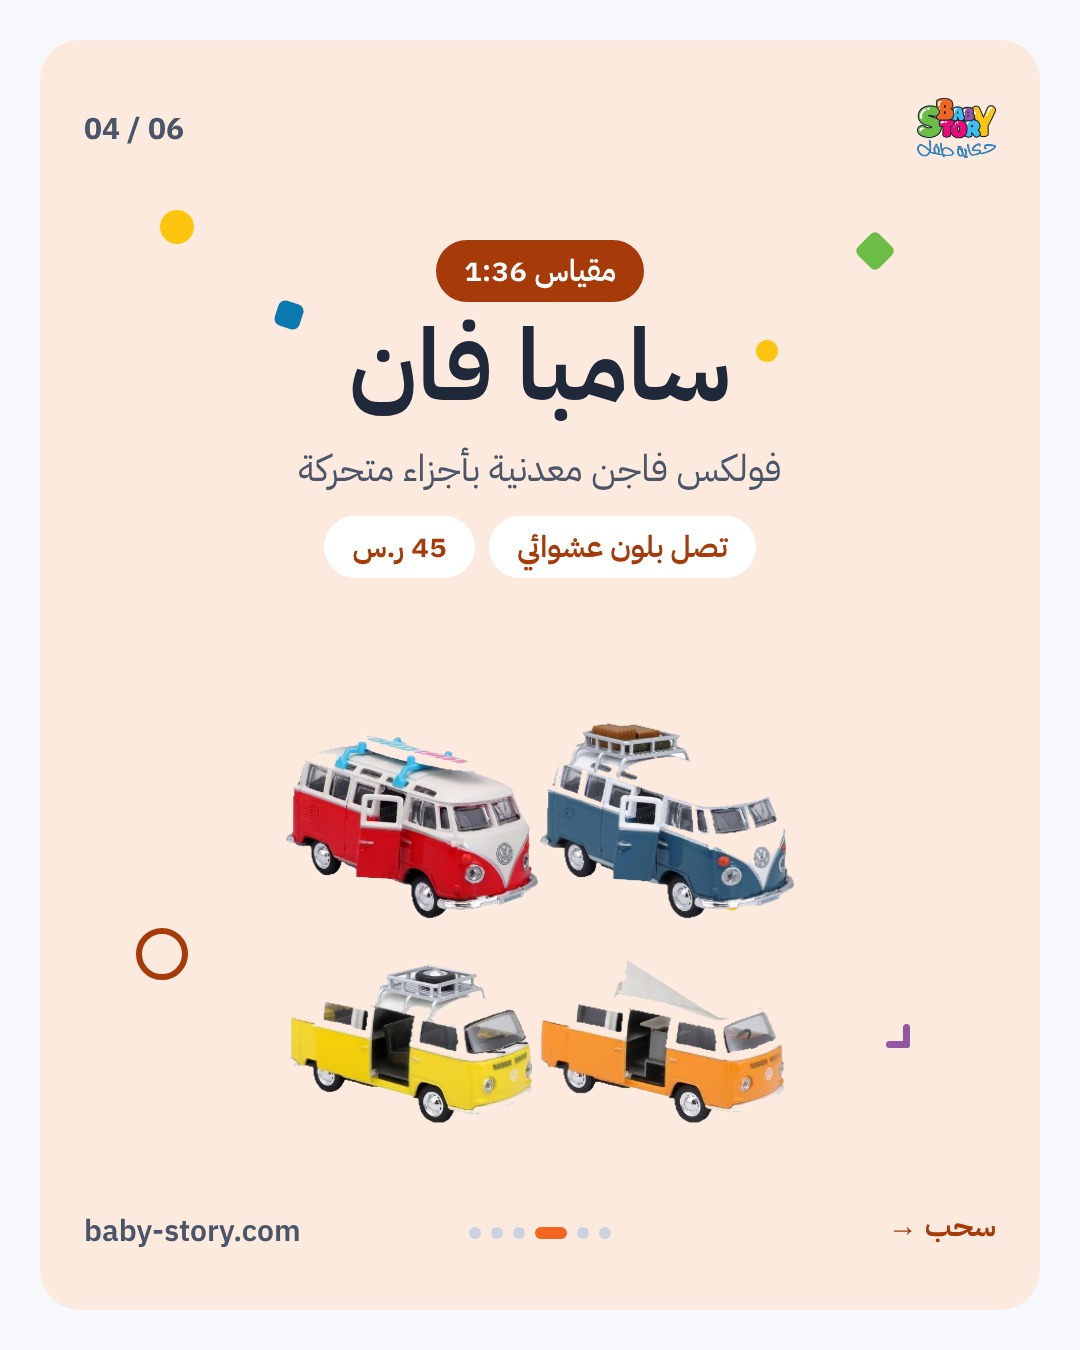 04 / 06
BABY STORY
حكاية طفل
مقياس 1:36
سامبا فان
فولكس فاجن معدنية بأجزاء متحركة
تصل بلون عشوائي
45 ر.س
baby-story.com
سحب →